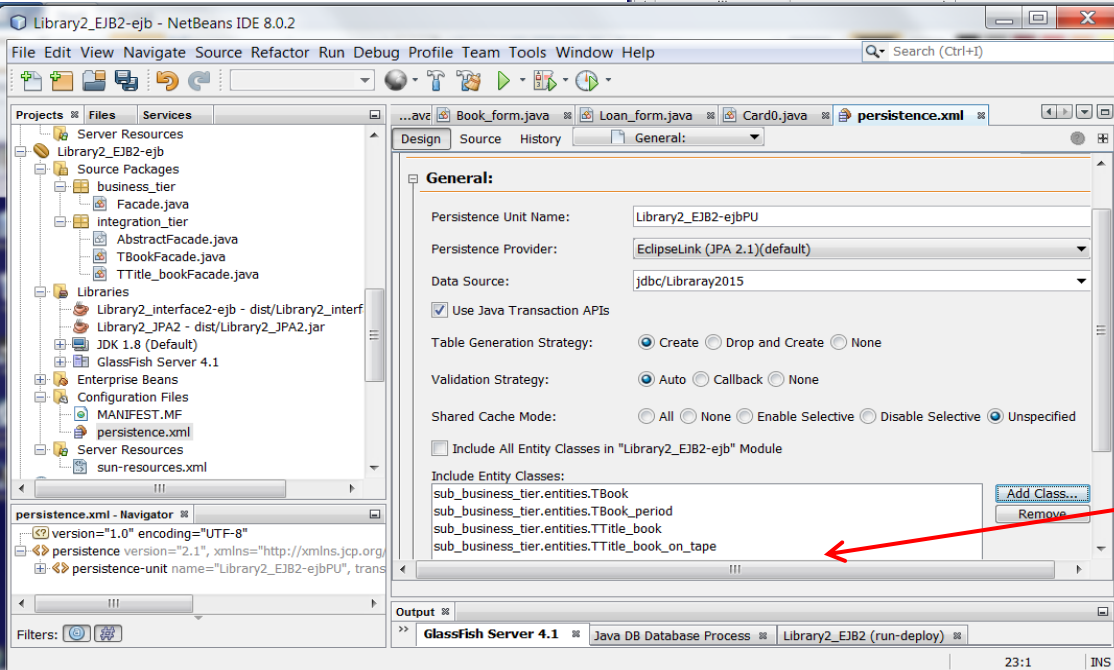 Library2_EJB2-ejb - NetBeans IDE 8.0.2
File Edit View Navigate Source Refactor Run Debug Profile Team Tools Window Help
Search (Ctrl+I)
Projects Files Services
Server Resources
Library2_EJB2-ejb
Source Packages
business_tier
Facade.java
integration_tier
AbstractFacade.java
TBookFacade.java
TTitle_bookFacade.java
Libraries
Library2_interface2-ejb - dist/Library2_interf
Library2_JPA2 - dist/Library2_JPA2.jar
JDK 1.8 (Default)
GlassFish Server 4.1
Enterprise Beans
Configuration Files
MANIFEST.MF
persistence.xml
Server Resources
sun-resources.xml
persistence.xml - Navigator
version="1.0" encoding="UTF-8"
persistence version="2.1", xmlns="http://xmlns.jcp.org/
persistence-unit name="Library2_EJB2-ejbPU", trans
Filters:
...ava Book_form.java Loan_form.java Card0.java persistence.xml
Design Source History General:
General:
Persistence Unit Name: Library2_EJB2-ejbPU
Persistence Provider: EclipseLink (JPA 2.1)(default)
Data Source: jdbc/Libraray2015
Use Java Transaction APIs
Table Generation Strategy: Create Drop and Create None
Validation Strategy: Auto Callback None
Shared Cache Mode: All None Enable Selective Disable Selective Unspecified
Include All Entity Classes in "Library2_EJB2-ejb" Module
Include Entity Classes:
sub_business_tier.entities.TBook
sub_business_tier.entities.TBook_period
sub_business_tier.entities.TTitle_book
sub_business_tier.entities.TTitle_book_on_tape
Add Class...
Remove
Output
GlassFish Server 4.1 Java DB Database Process Library2_EJB2 (run-deploy)
23:1 INS